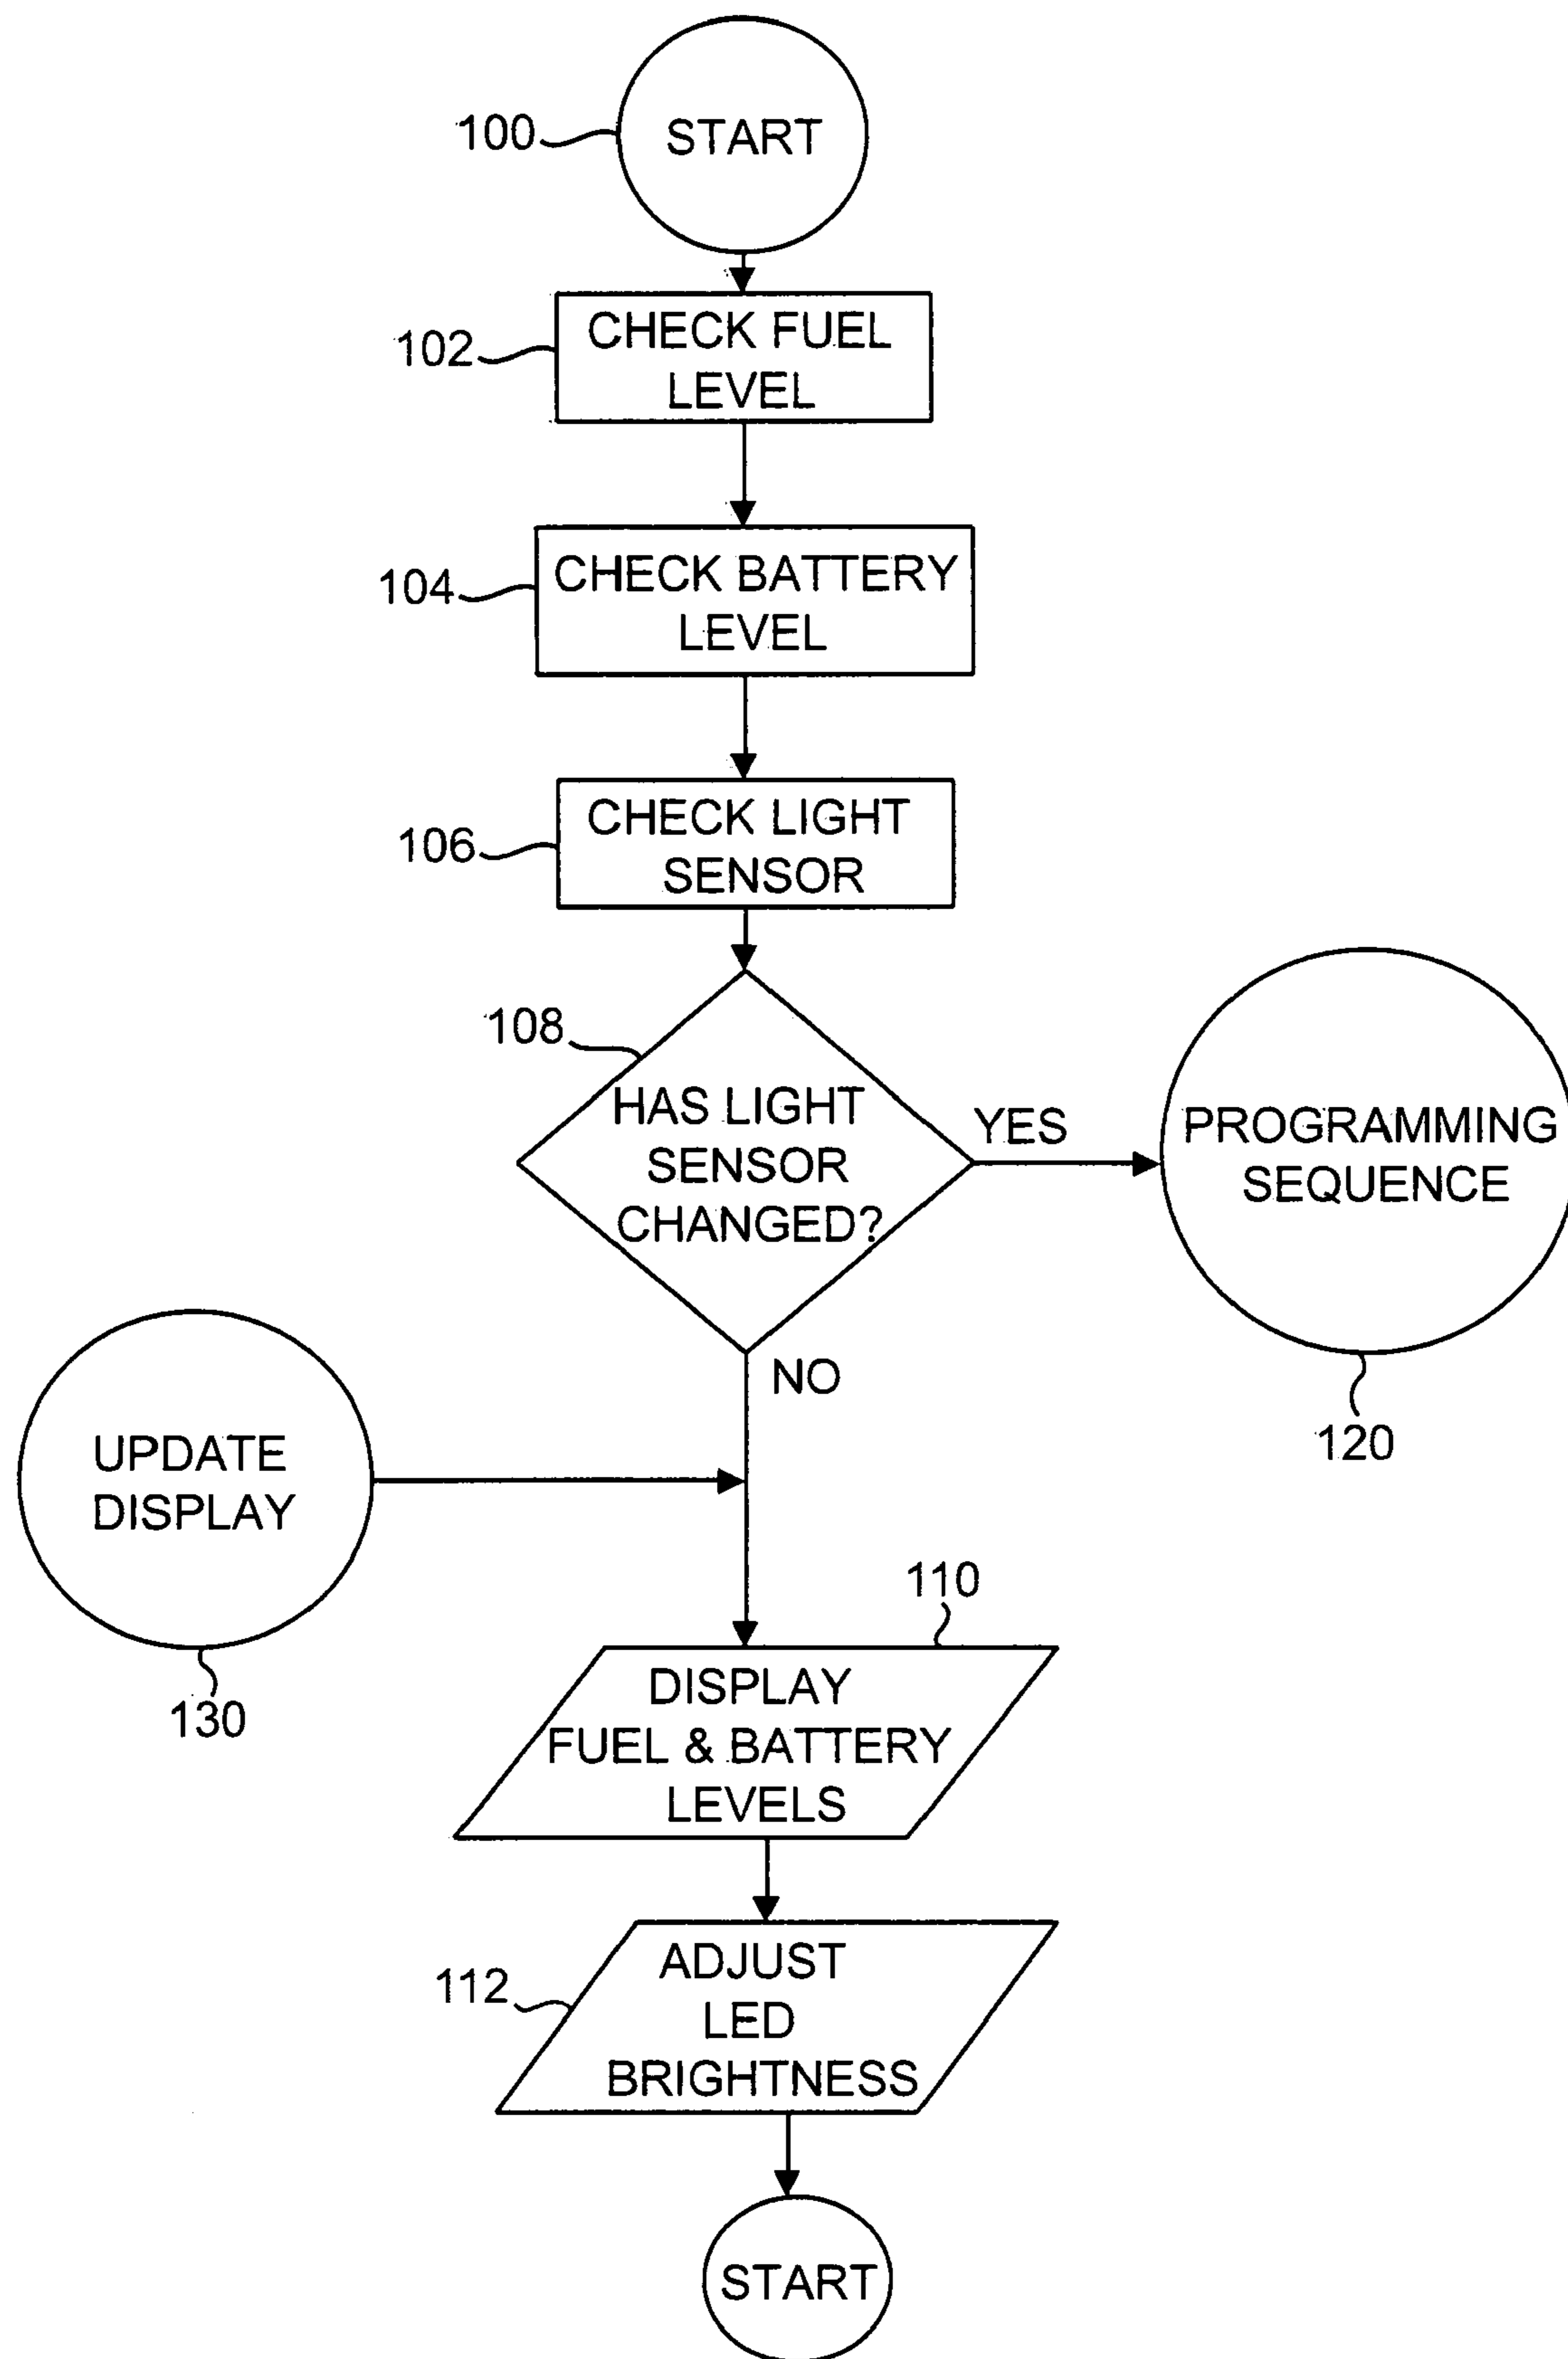 100
START
102
CHECK FUEL
LEVEL
104
CHECK BATTERY
LEVEL
106
CHECK LIGHT
SENSOR
108
HAS LIGHT
SENSOR
CHANGED?
YES
PROGRAMMING
SEQUENCE
120
NO
UPDATE
DISPLAY
130
110
DISPLAY
FUEL & BATTERY
LEVELS
112
ADJUST
LED
BRIGHTNESS
START